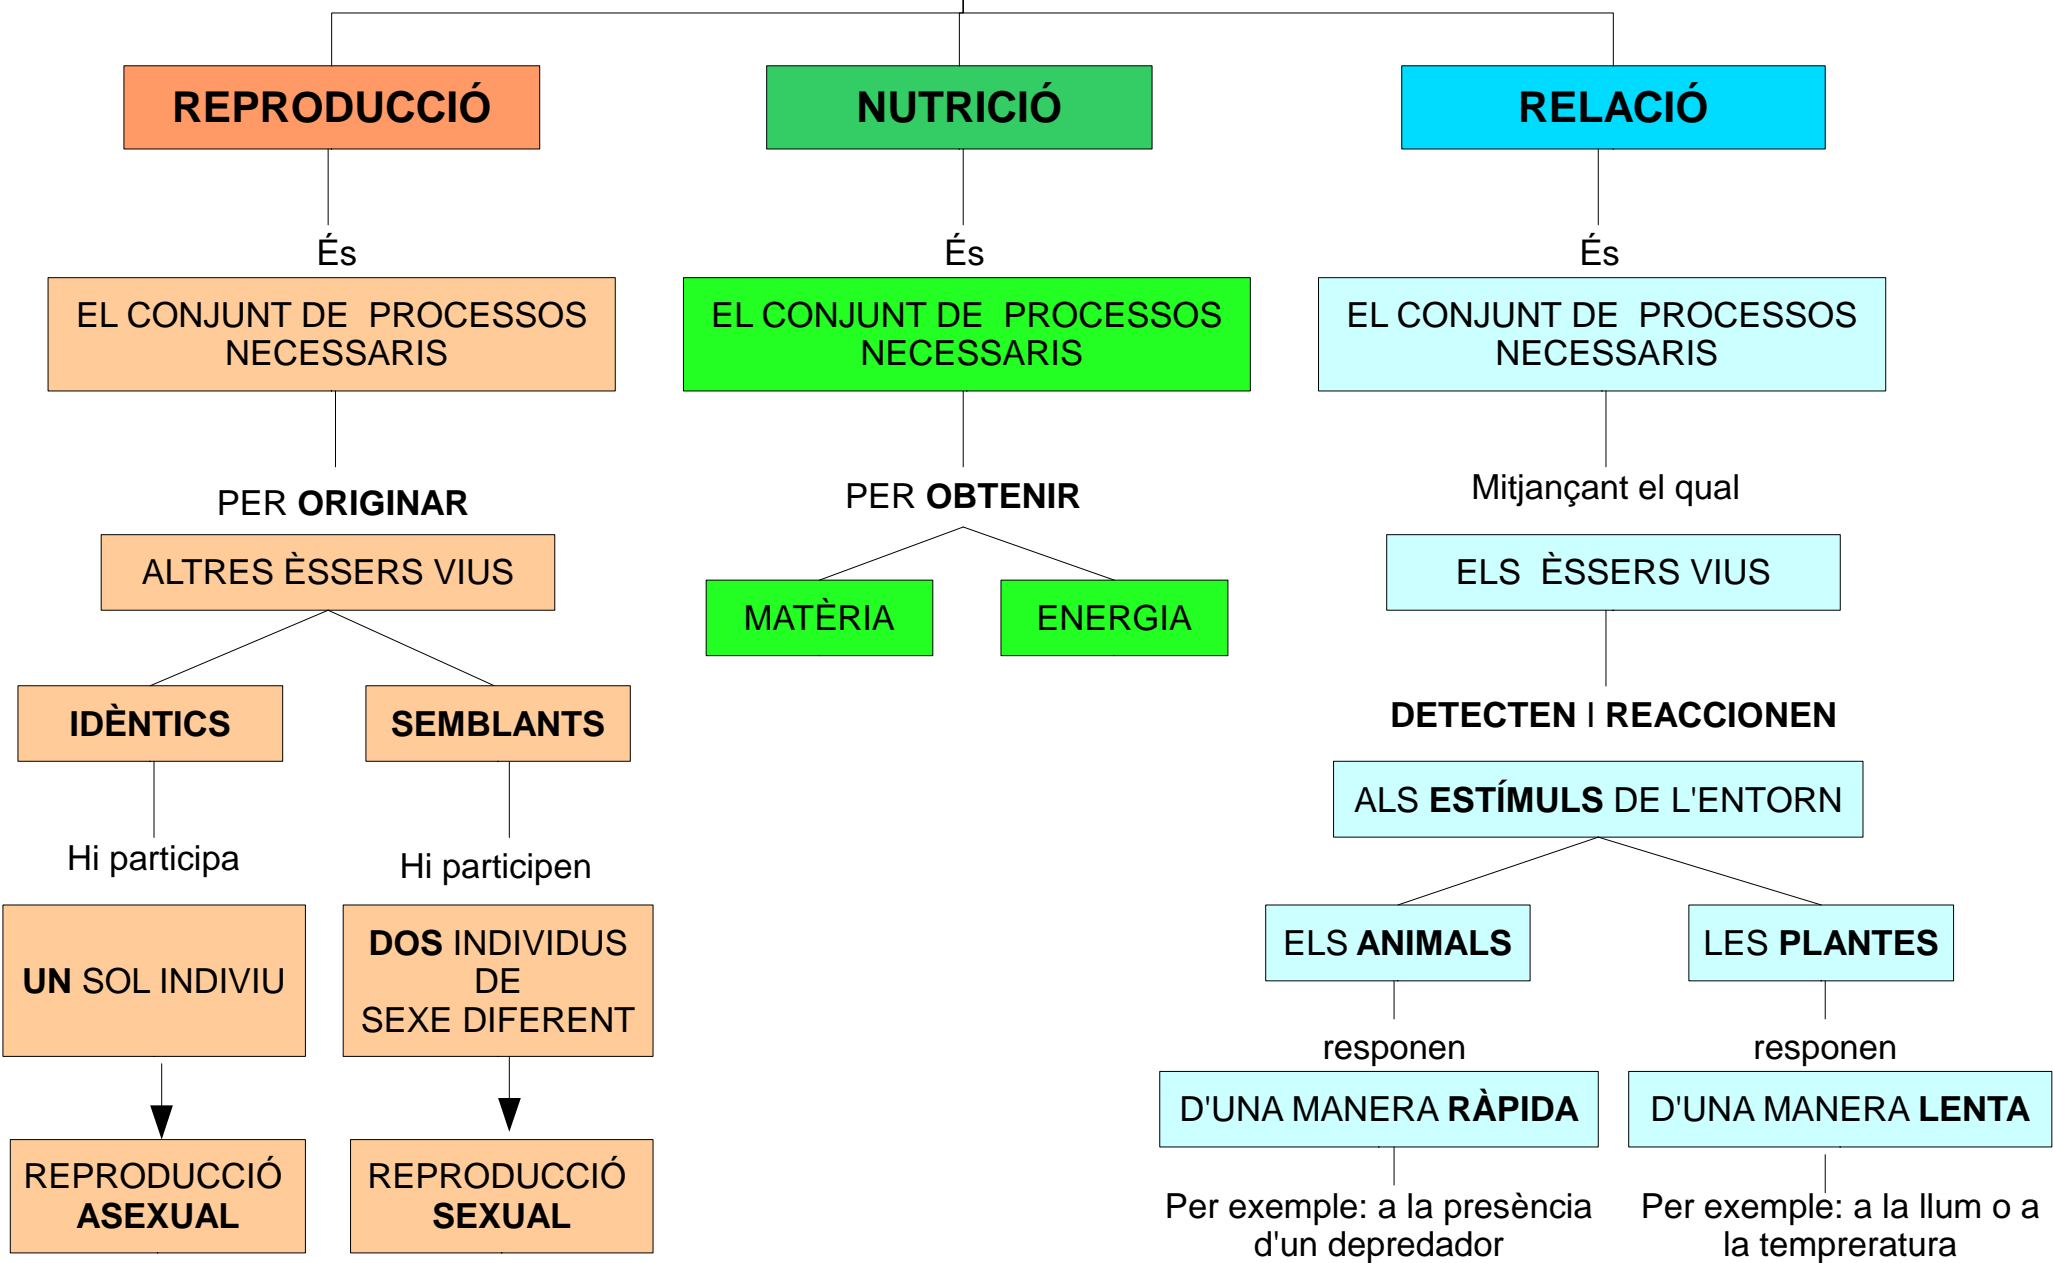 REPRODUCCIÓ
És
EL CONJUNT DE PROCESSOS
NECESSARIS
PER ORIGINAR
ALTRES ÈSSERS VIUS
IDÈNTICS
Hi participa
UN SOL INDIVIU
REPRODUCCIÓ
ASEXUAL
SEMBLANTS
Hi participen
DOS INDIVIDUS
DE
SEXE DIFERENT
REPRODUCCIÓ
SEXUAL
NUTRICIÓ
És
EL CONJUNT DE PROCESSOS
NECESSARIS
PER OBTENIR
MATÈRIA
ENERGIA
RELACIÓ
És
EL CONJUNT DE PROCESSOS
NECESSARIS
Mitjançant el qual
ELS ÈSSERS VIUS
DETECTEN I REACCIONEN
ALS ESTÍMULS DE L'ENTORN
ELS ANIMALS
responen
D'UNA MANERA RÀPIDA
Per exemple: a la presència
d'un depredador
LES PLANTES
responen
D'UNA MANERA LENTA
Per exemple: a la llum o a
la tempreratura